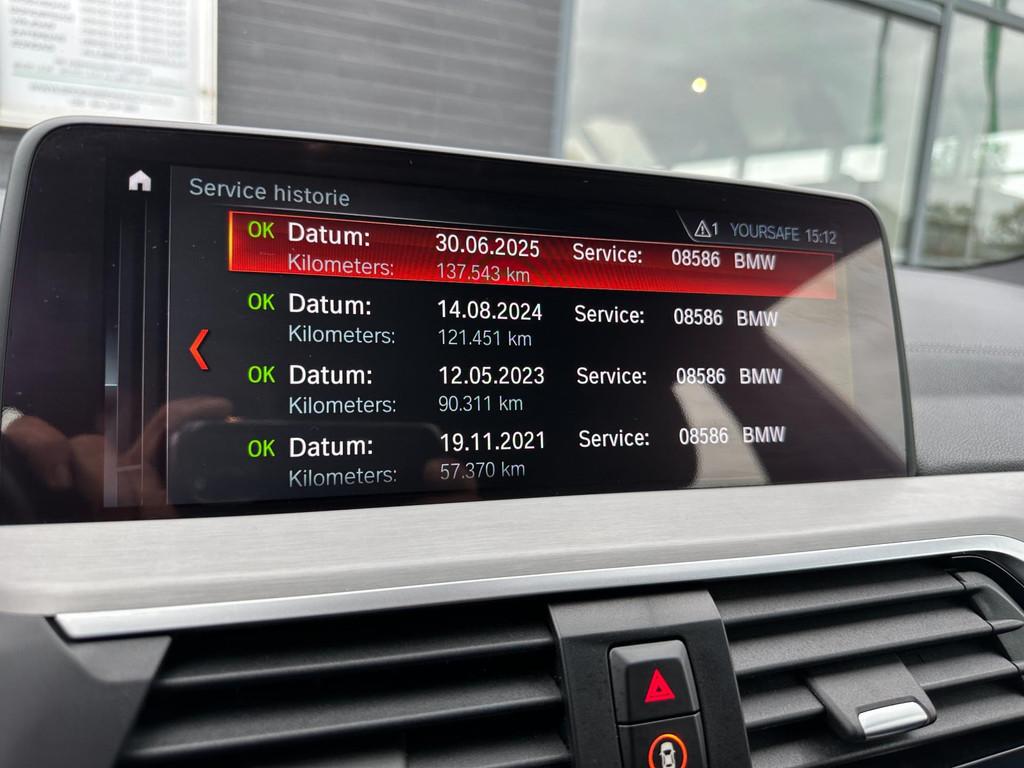 Service historie
1 YOURSAFE 15:12
OK Datum: 30.06.2025 Service: 08586 BMW
Kilometers: 137.543 km
OK Datum: 14.08.2024 Service: 08586 BMW
Kilometers: 121.451 km
OK Datum: 12.05.2023 Service: 08586 BMW
Kilometers: 90.311 km
OK Datum: 19.11.2021 Service: 08586 BMW
Kilometers: 57.370 km